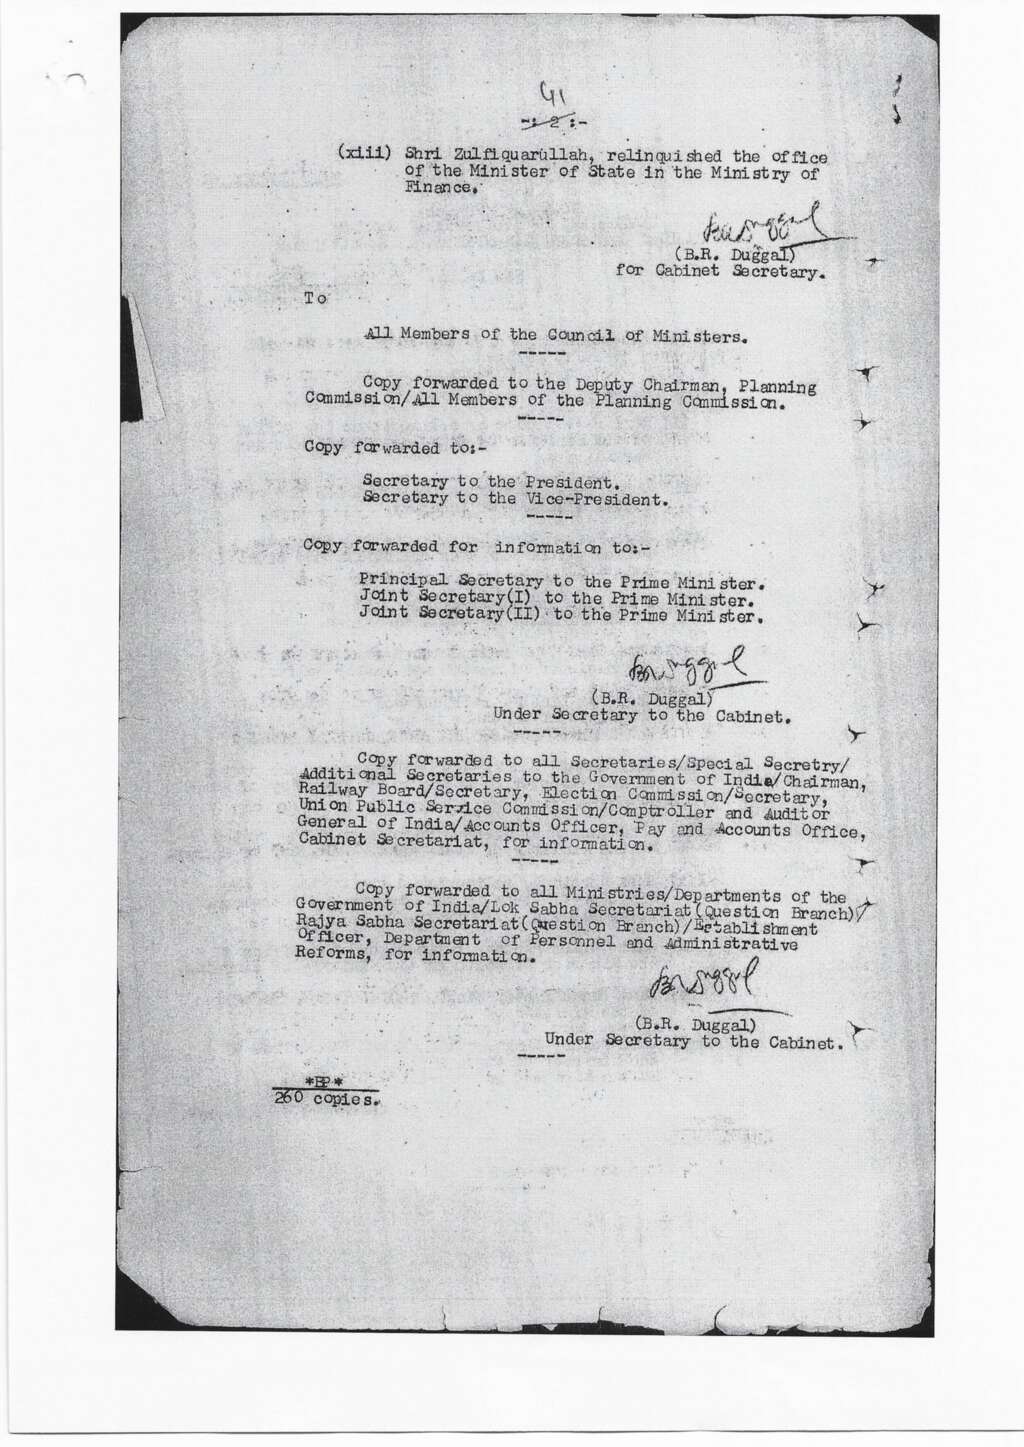 41
-: 2 :-
(xiii) Shri Zulfiquarullah, relinquished the office
of the Minister of State in the Ministry of
Finance.
(B.R. Duggal)
for Cabinet Secretary.
To
All Members of the Council of Ministers.
-----
Copy forwarded to the Deputy Chairman, Planning
Commission/All Members of the Planning Commission.
-----
Copy forwarded to:-
Secretary to the President.
Secretary to the Vice-President.
-----
Copy forwarded for information to:-
Principal Secretary to the Prime Minister.
Joint Secretary(I) to the Prime Minister.
Joint Secretary(II) to the Prime Minister.
(B.R. Duggal)
Under Secretary to the Cabinet.
-----
Copy forwarded to all Secretaries/Special Secretry/
Additional Secretaries to the Government of India/Chairman,
Railway Board/Secretary, Election Commission/Secretary,
Union Public Service Commission/Comptroller and Auditor
General of India/Accounts Officer, Pay and Accounts Office,
Cabinet Secretariat, for information.
-----
Copy forwarded to all Ministries/Departments of the
Government of India/Lok Sabha Secretariat(Question Branch)/
Rajya Sabha Secretariat(Question Branch)/Establishment
Officer, Department of Personnel and Administrative
Reforms, for information.
(B.R. Duggal)
Under Secretary to the Cabinet.
-----
*BP*
260 copies.